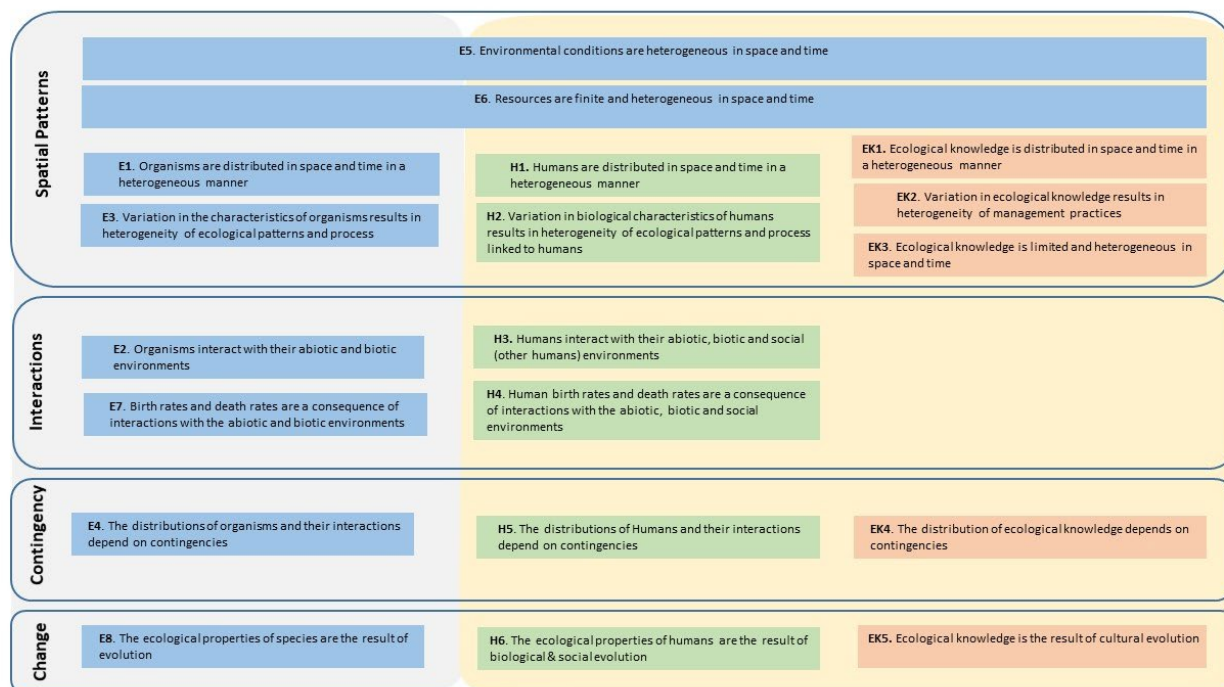 Spatial Patterns
E5. Environmental conditions are heterogeneous in space and time
E6. Resources are finite and heterogeneous in space and time
E1. Organisms are distributed in space and time in a
heterogeneous manner
E3. Variation in the characteristics of organisms results in
heterogeneity of ecological patterns and process
H1. Humans are distributed in space and time in a
heterogeneous manner
H2. Variation in biological characteristics of humans
results in heterogeneity of ecological patterns and process
linked to humans
EK1. Ecological knowledge is distributed in space and time in
a heterogeneous manner
EK2. Variation in ecological knowledge results in
heterogeneity of management practices
EK3. Ecological knowledge is limited and heterogeneous in
space and time
Interactions
E2. Organisms interact with their abiotic and biotic
environments
E7. Birth rates and death rates are a consequence of
interactions with the abiotic and biotic environments
H3. Humans interact with their abiotic, biotic and social
(other humans) environments
H4. Human birth rates and death rates are a consequence
of interactions with the abiotic, biotic and social
environments
Contingency
E4. The distributions of organisms and their interactions
depend on contingencies
H5. The distributions of Humans and their interactions
depend on contingencies
EK4. The distribution of ecological knowledge depends on
contingencies
Change
E8. The ecological properties of species are the result of
evolution
H6. The ecological properties of humans are the result of
biological & social evolution
EK5. Ecological knowledge is the result of cultural evolution